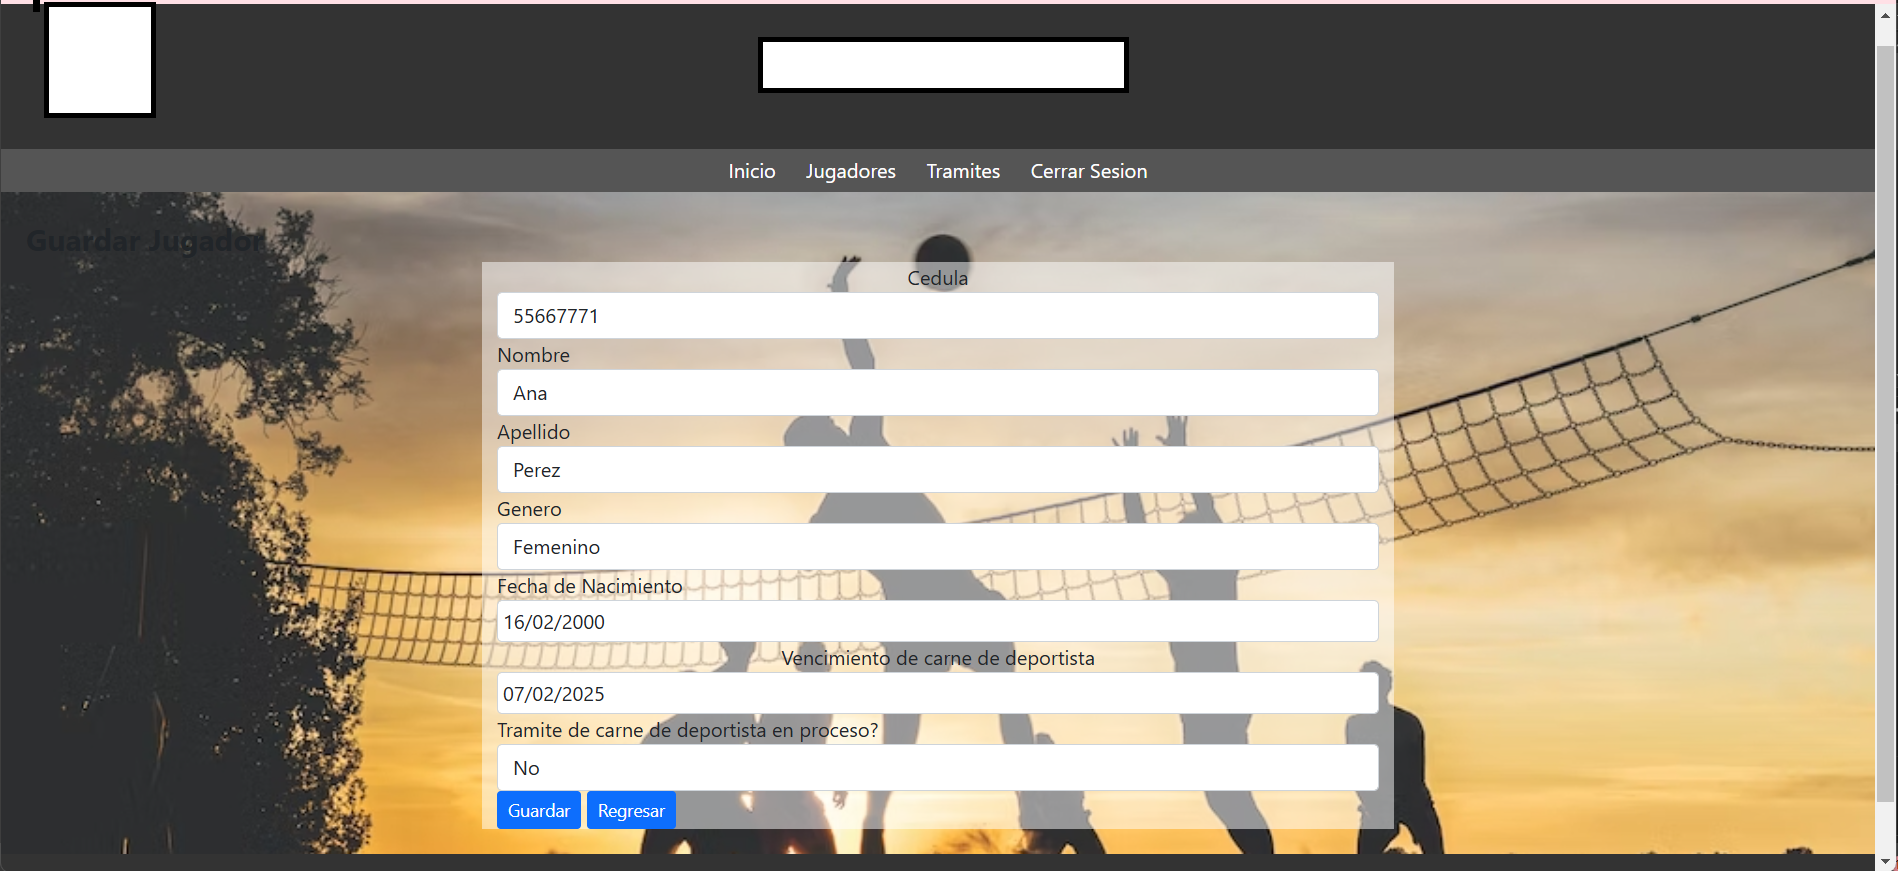 Inicio Jugadores Tramites Cerrar Sesion
Guardar Jugador
Cedula
55667771
Nombre
Ana
Apellido
Perez
Genero
Femenino
Fecha de Nacimiento
16/02/2000
Vencimiento de carne de deportista
07/02/2025
Tramite de carne de deportista en proceso?
No
Guardar Regresar